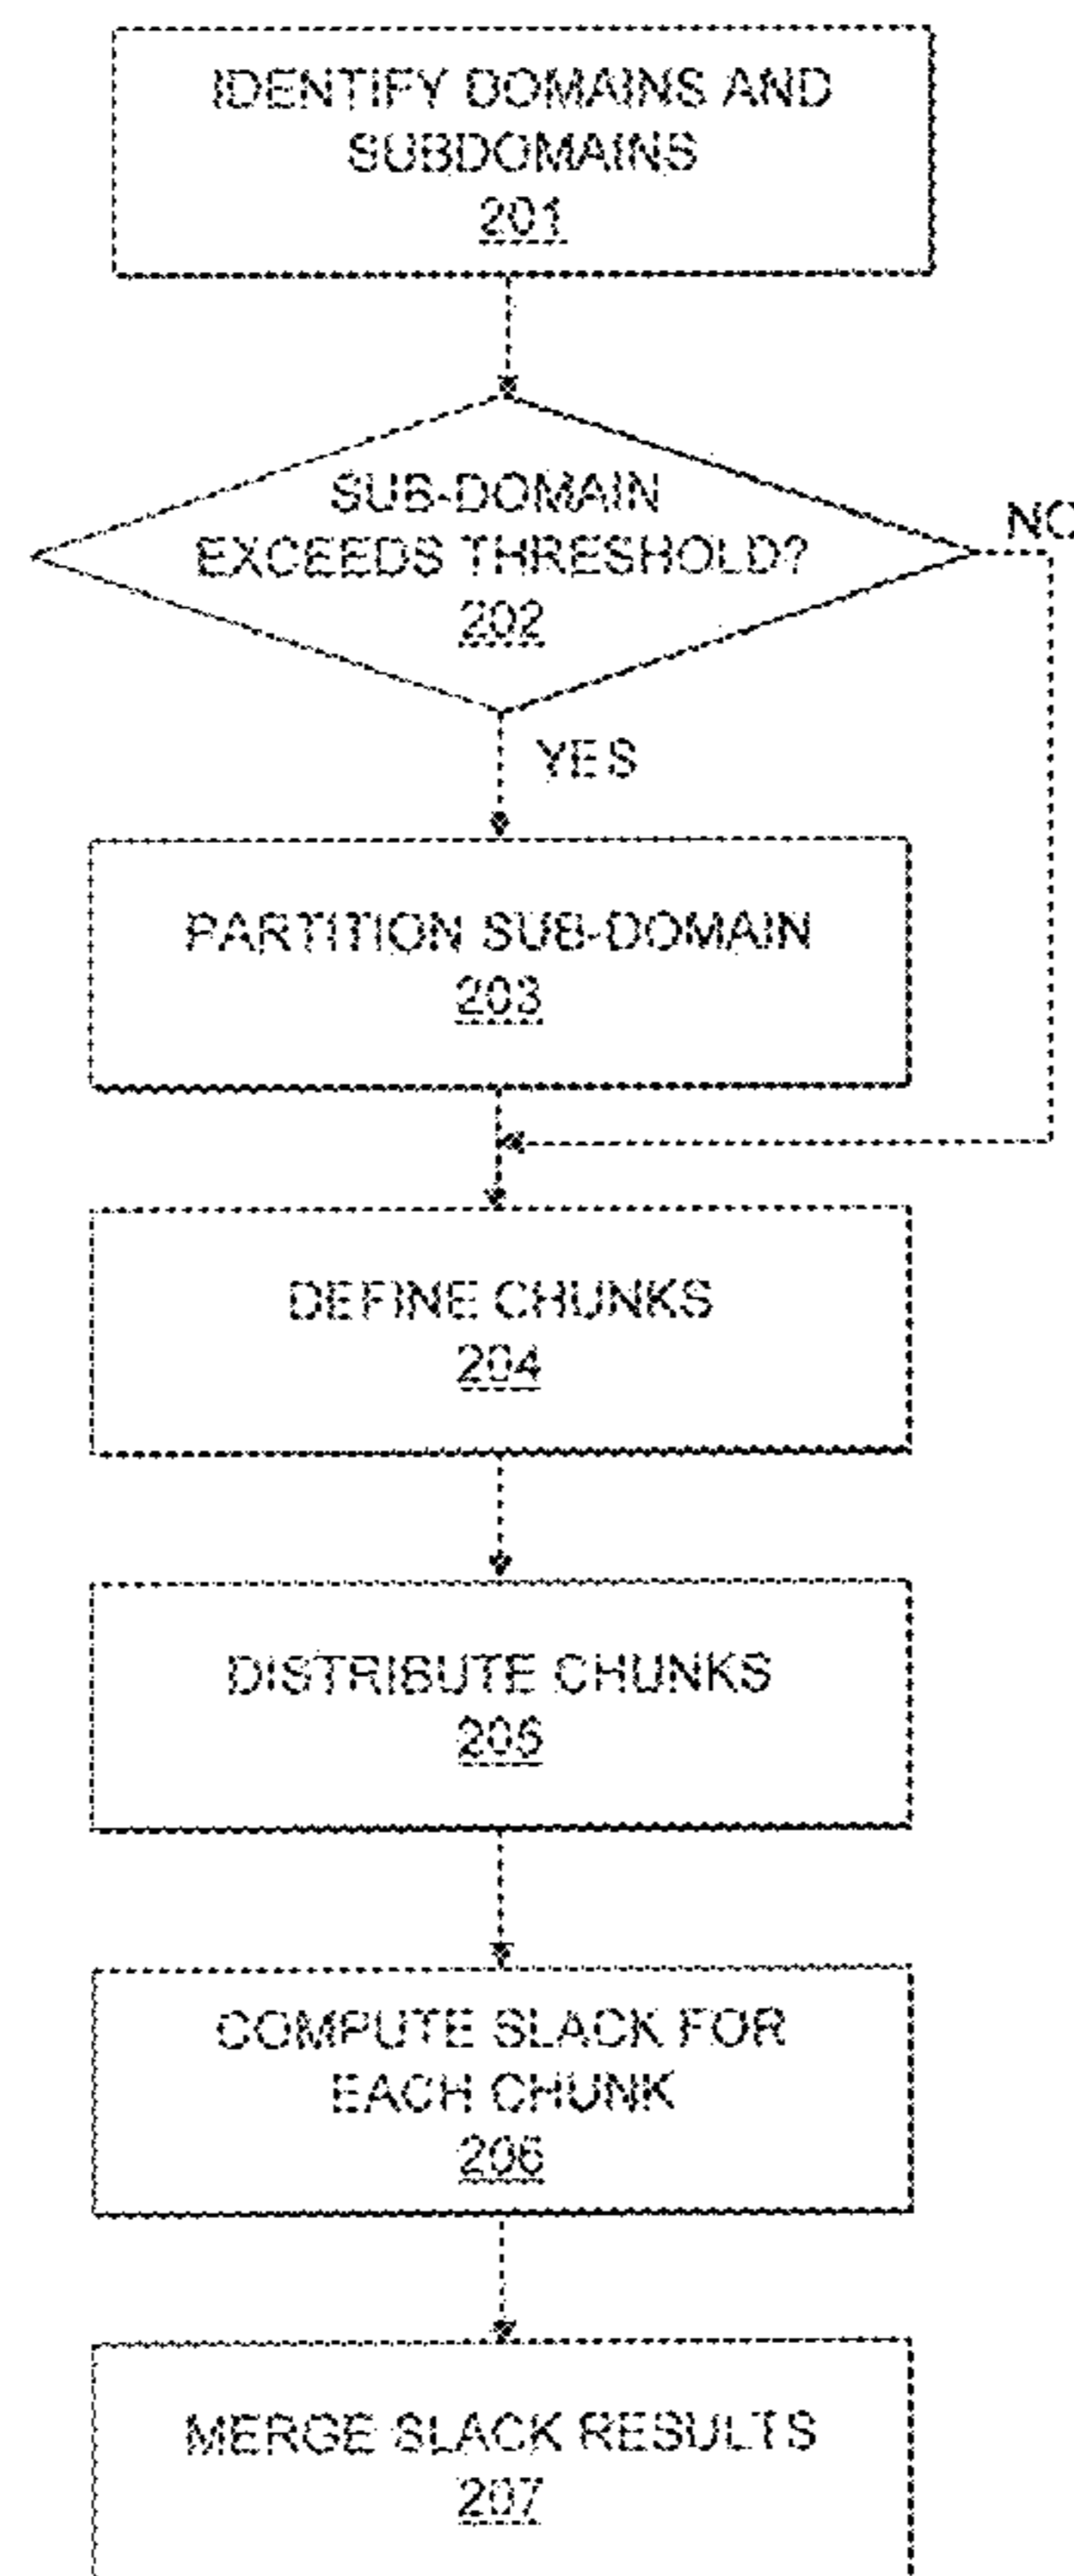 IDENTIFY DOMAINS AND
SUBDOMAINS
201
SUB-DOMAIN
EXCEEDS THRESHOLD?
202
NO
YES
PARTITION SUB-DOMAIN
203
DEFINE CHUNKS
204
DISTRIBUTE CHUNKS
205
COMPUTE SLACK FOR
EACH CHUNK
206
MERGE SLACK RESULTS
207